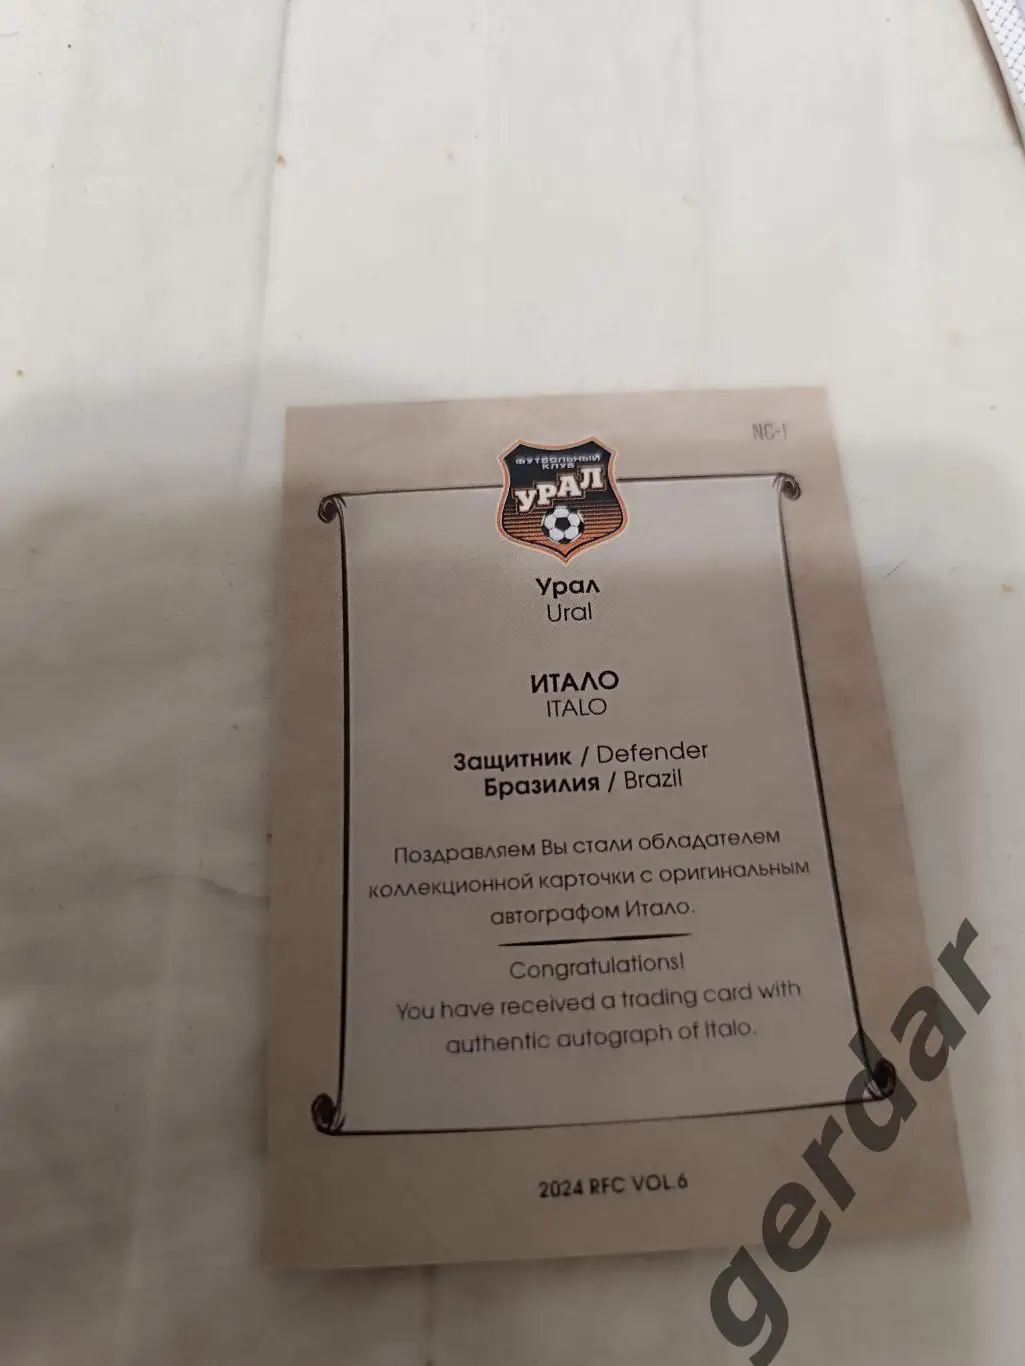 NC-I
ФУТБОЛЬНЫЙ
КЛУБ
УРАЛ
Урал
Ural
ИТАЛО
ITALO
Защитник / Defender
Бразилия / Brazil
Поздравляем Вы стали обладателем
коллекционной карточки с оригинальным
автографом Итало.
Congratulations!
You have received a trading card with
authentic autograph of Italo.
2024 RFC VOL.6
gerdar